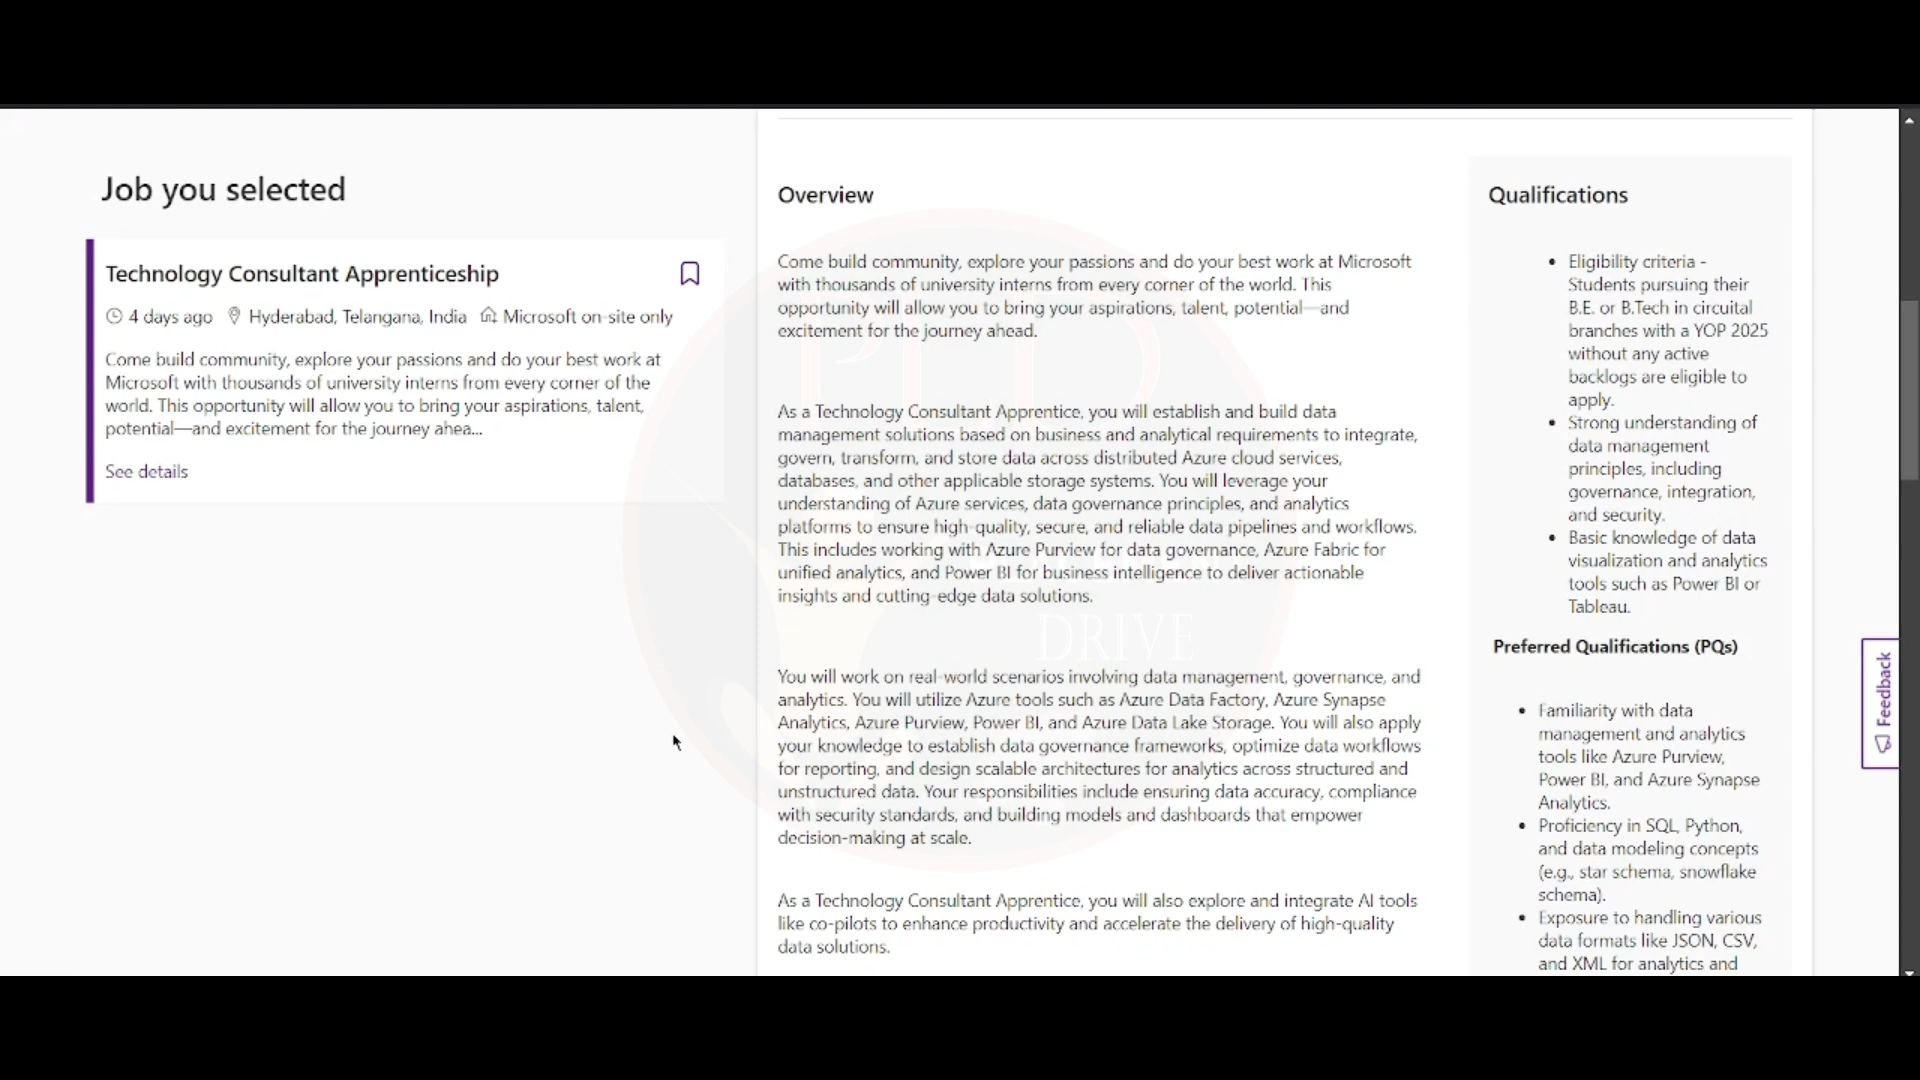 Job you selected
Technology Consultant Apprenticeship
4 days ago Hyderabad, Telangana, India Microsoft on-site only
Come build community, explore your passions and do your best work at
Microsoft with thousands of university interns from every corner of the
world. This opportunity will allow you to bring your aspirations, talent,
potential—and excitement for the journey ahea...
See details
Overview
Come build community, explore your passions and do your best work at Microsoft
with thousands of university interns from every corner of the world. This
opportunity will allow you to bring your aspirations, talent, potential—and
excitement for the journey ahead.
As a Technology Consultant Apprentice, you will establish and build data
management solutions based on business and analytical requirements to integrate,
govern, transform, and store data across distributed Azure cloud services,
databases, and other applicable storage systems. You will leverage your
understanding of Azure services, data governance principles, and analytics
platforms to ensure high-quality, secure, and reliable data pipelines and workflows.
This includes working with Azure Purview for data governance, Azure Fabric for
unified analytics, and Power BI for business intelligence to deliver actionable
insights and cutting-edge data solutions.
DRIVE
You will work on real-world scenarios involving data management, governance, and
analytics. You will utilize Azure tools such as Azure Data Factory, Azure Synapse
Analytics, Azure Purview, Power BI, and Azure Data Lake Storage. You will also apply
your knowledge to establish data governance frameworks, optimize data workflows
for reporting, and design scalable architectures for analytics across structured and
unstructured data. Your responsibilities include ensuring data accuracy, compliance
with security standards, and building models and dashboards that empower
decision-making at scale.
As a Technology Consultant Apprentice, you will also explore and integrate AI tools
like co-pilots to enhance productivity and accelerate the delivery of high-quality
data solutions.
Qualifications
• Eligibility criteria -
Students pursuing their
B.E. or B.Tech in circuital
branches with a YOP 2025
without any active
backlogs are eligible to
apply.
• Strong understanding of
data management
principles, including
governance, integration,
and security.
• Basic knowledge of data
visualization and analytics
tools such as Power BI or
Tableau.
Preferred Qualifications (PQs)
• Familiarity with data
management and analytics
tools like Azure Purview,
Power BI, and Azure Synapse
Analytics.
• Proficiency in SQL, Python,
and data modeling concepts
(e.g., star schema, snowflake
schema).
• Exposure to handling various
data formats like JSON, CSV,
and XML for analytics and
Feedback